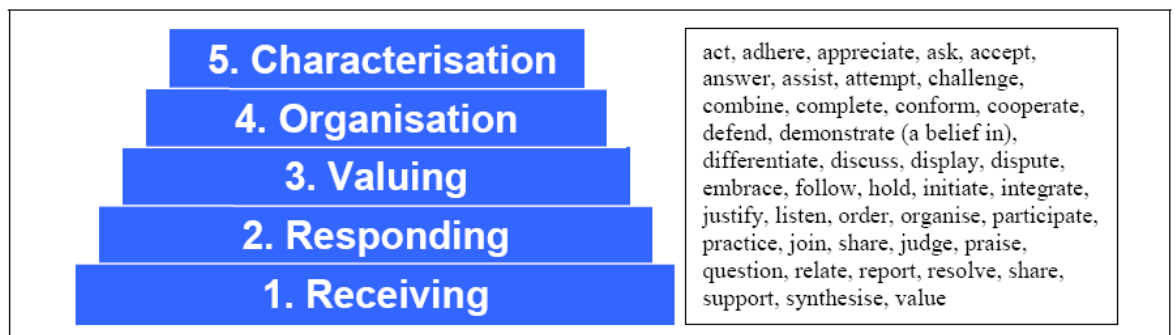 5. Characterisation
4. Organisation
3. Valuing
2. Responding
1. Receiving
act, adhere, appreciate, ask, accept,
answer, assist, attempt, challenge,
combine, complete, conform, cooperate,
defend, demonstrate (a belief in),
differentiate, discuss, display, dispute,
embrace, follow, hold, initiate, integrate,
justify, listen, order, organise, participate,
practice, join, share, judge, praise,
question, relate, report, resolve, share,
support, synthesise, value